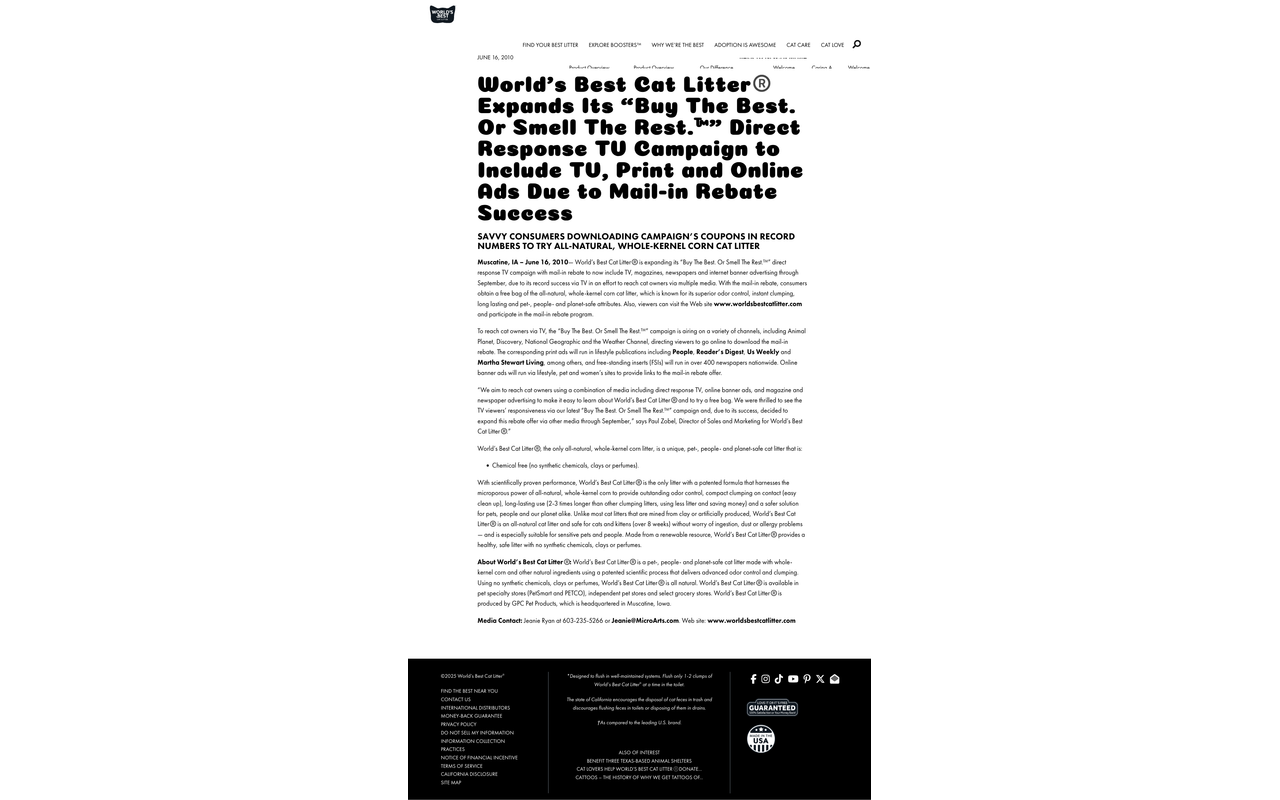 WORLD'S
BEST
FIND YOUR BEST LITTER EXPLORE BOOSTERS™ WHY WE'RE THE BEST ADOPTION IS AWESOME CAT CARE CAT LOVE
JUNE 16, 2010
Product Overview Product Overview Our Difference Welcome Caring A Welcome
World's Best Cat Litter®
Expands Its “Buy The Best.
Or Smell The Rest.™” Direct
Response TV Campaign to
Include TV, Print and Online
Ads Due to Mail-in Rebate
Success
SAVVY CONSUMERS DOWNLOADING CAMPAIGN'S COUPONS IN RECORD
NUMBERS TO TRY ALL-NATURAL, WHOLE-KERNEL CORN CAT LITTER
Muscatine, IA – June 16, 2010— World's Best Cat Litter® is expanding its “Buy The Best. Or Smell The Rest.™” direct
response TV campaign with mail-in rebate to now include TV, magazines, newspapers and internet banner advertising through
September, due to its record success via TV in an effort to reach cat owners via multiple media. With the mail-in rebate, consumers
obtain a free bag of the all-natural, whole-kernel corn cat litter, which is known for its superior odor control, instant clumping,
long lasting and pet-, people- and planet-safe attributes. Also, viewers can visit the Web site www.worldsbestcatlitter.com
and participate in the mail-in rebate program.
To reach cat owners via TV, the “Buy The Best. Or Smell The Rest.™” campaign is airing on a variety of channels, including Animal
Planet, Discovery, National Geographic and the Weather Channel, directing viewers to go online to download the mail-in
rebate. The corresponding print ads will run in lifestyle publications including People, Reader's Digest, Us Weekly and
Martha Stewart Living, among others, and free-standing inserts (FSIs) will run in over 400 newspapers nationwide. Online
banner ads will run via lifestyle, pet and women's sites to provide links to the mail-in rebate offer.
“We aim to reach cat owners using a combination of media including direct response TV, online banner ads, and magazine and
newspaper advertising to make it easy to learn about World's Best Cat Litter® and to try a free bag. We were thrilled to see the
TV viewers' responsiveness via our latest “Buy The Best. Or Smell The Rest.™” campaign and, due to its success, decided to
expand this rebate offer via other media through September,” says Paul Zobel, Director of Sales and Marketing for World's Best
Cat Litter®.”
World's Best Cat Litter®, the only all-natural, whole-kernel corn litter, is a unique, pet-, people- and planet-safe cat litter that is:
• Chemical free (no synthetic chemicals, clays or perfumes).
With scientifically proven performance, World's Best Cat Litter® is the only litter with a patented formula that harnesses the
microporous power of all-natural, whole-kernel corn to provide outstanding odor control, compact clumping on contact (easy
clean up), long-lasting use (2-3 times longer than other clumping litters, using less litter and saving money) and a safer solution
for pets, people and our planet alike. Unlike most cat litters that are mined from clay or artificially produced, World's Best Cat
Litter® is an all-natural cat litter and safe for cats and kittens (over 8 weeks) without worry of ingestion, dust or allergy problems
— and is especially suitable for sensitive pets and people. Made from a renewable resource, World's Best Cat Litter® provides a
healthy, safe litter with no synthetic chemicals, clays or perfumes.
About World's Best Cat Litter®: World's Best Cat Litter® is a pet-, people- and planet-safe cat litter made with whole-
kernel corn and other natural ingredients using a patented scientific process that delivers advanced odor control and clumping.
Using no synthetic chemicals, clays or perfumes, World's Best Cat Litter® is all natural. World's Best Cat Litter® is available in
pet specialty stores (PetSmart and PETCO), independent pet stores and select grocery stores. World's Best Cat Litter® is
produced by GPC Pet Products, which is headquartered in Muscatine, Iowa.
Media Contact: Jeanie Ryan at 603-235-5266 or Jeanie@MicroArts.com. Web site: www.worldsbestcatlitter.com
©2025 World's Best Cat Litter®
FIND THE BEST NEAR YOU
CONTACT US
INTERNATIONAL DISTRIBUTORS
MONEY-BACK GUARANTEE
PRIVACY POLICY
DO NOT SELL MY INFORMATION
INFORMATION COLLECTION
PRACTICES
NOTICE OF FINANCIAL INCENTIVE
TERMS OF SERVICE
CALIFORNIA DISCLOSURE
SITE MAP
*Designed to flush in well-maintained systems. Flush only 1-2 clumps of
World's Best Cat Litter® at a time in the toilet.
The state of California encourages the disposal of cat feces in trash and
discourages flushing feces in toilets or disposing of them in drains.
†As compared to the leading U.S. brand
ALSO OF INTEREST
BENEFIT THREE TEXAS-BASED ANIMAL SHELTERS
CAT LOVERS HELP WORLD'S BEST CAT LITTER® DONATE...
CATTOOS – THE HISTORY OF WHY WE GET TATTOOS OF...
GUARANTEED
MADE IN THE
USA